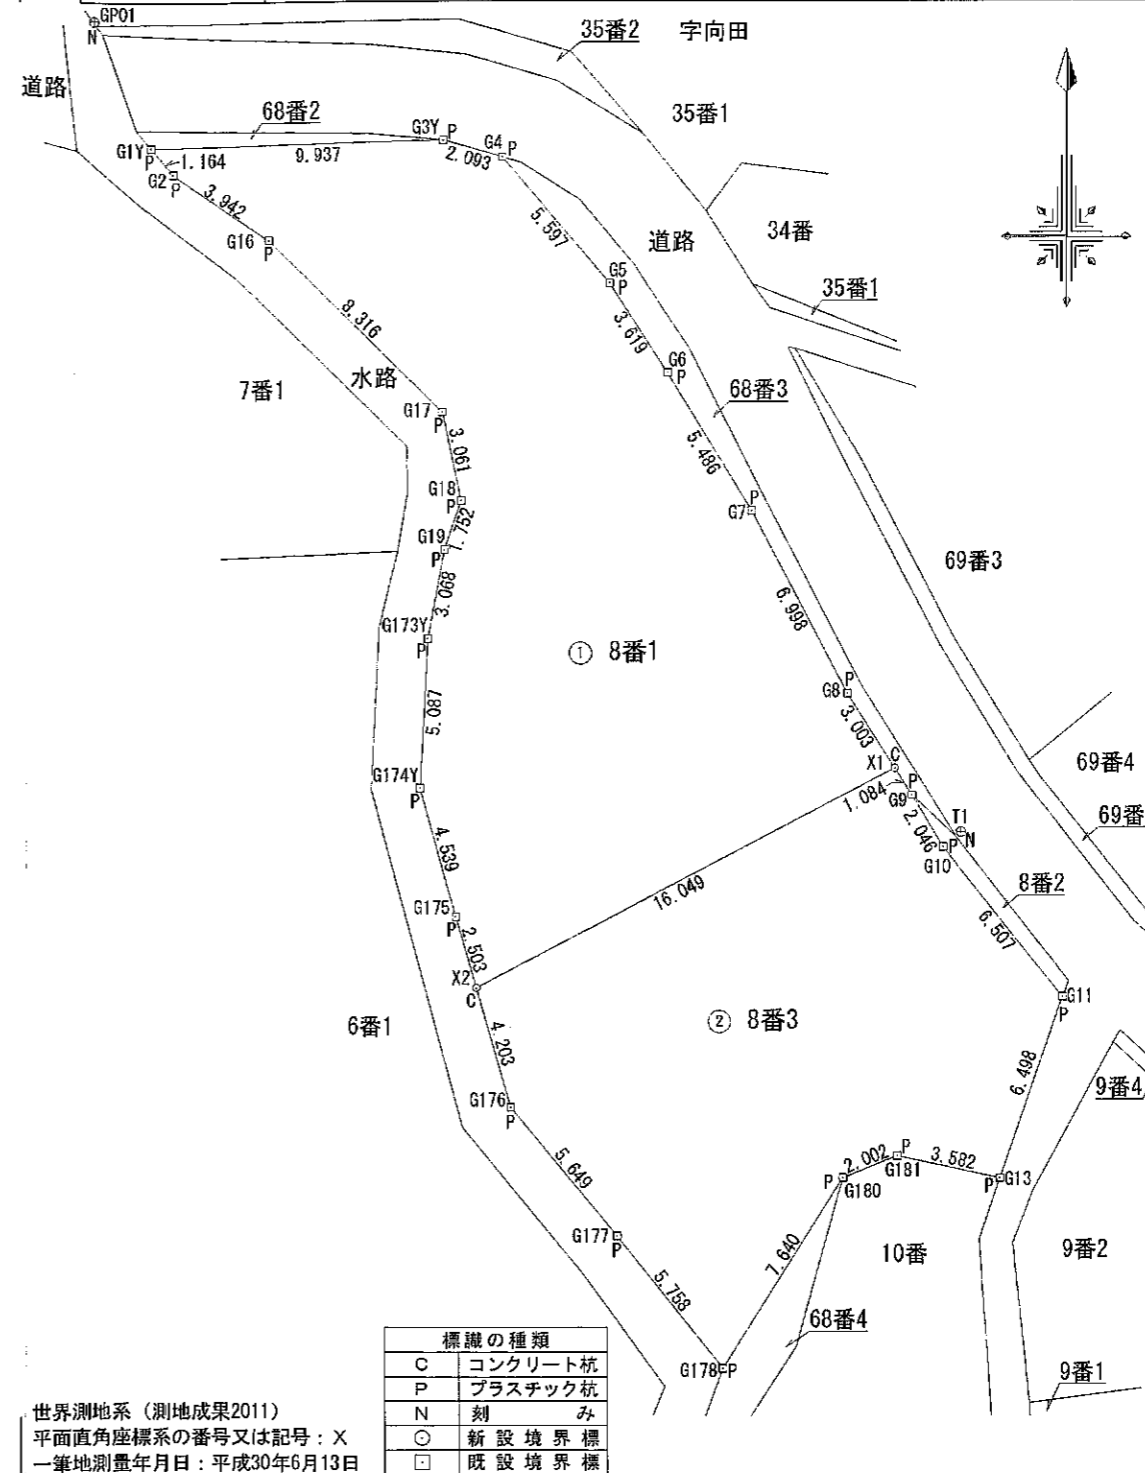 GP01
N
35番2
字向田
道路
68番2
35番1
G3Y
P
G4
P
G1Y
P
1.164
9.937
2.093
G2
P
3.942
G16
P
5.597
道路
34番
G5
P
35番1
8.316
3.619
G6
P
7番1
水路
68番3
G17
P
3.061
5.486
G18
P
P
G7
1.752
G19
P
3.068
69番3
6.998
G173Y
P
① 8番1
5.087
P
G8
3.003
C
X1
69番4
G174Y
P
1.084
P
G9
69番
T1
N
2.046
P
G10
4.539
16.049
8番2
G175
P
6.507
2.503
X2
C
G11
P
6番1
② 8番3
4.203
6.498
9番4
G176
P
5.649
2.002
P
G181
3.582
P
G13
P
G180
G177
P
7.640
10番
9番2
5.758
68番4
G178
P
9番1
標識の種類
C コンクリート杭
P プラスチック杭
N 刻み
⊙ 新設境界標
⊡ 既設境界標
世界測地系（測地成果2011）
平面直角座標系の番号又は記号：X
一筆地測量年月日：平成30年6月13日